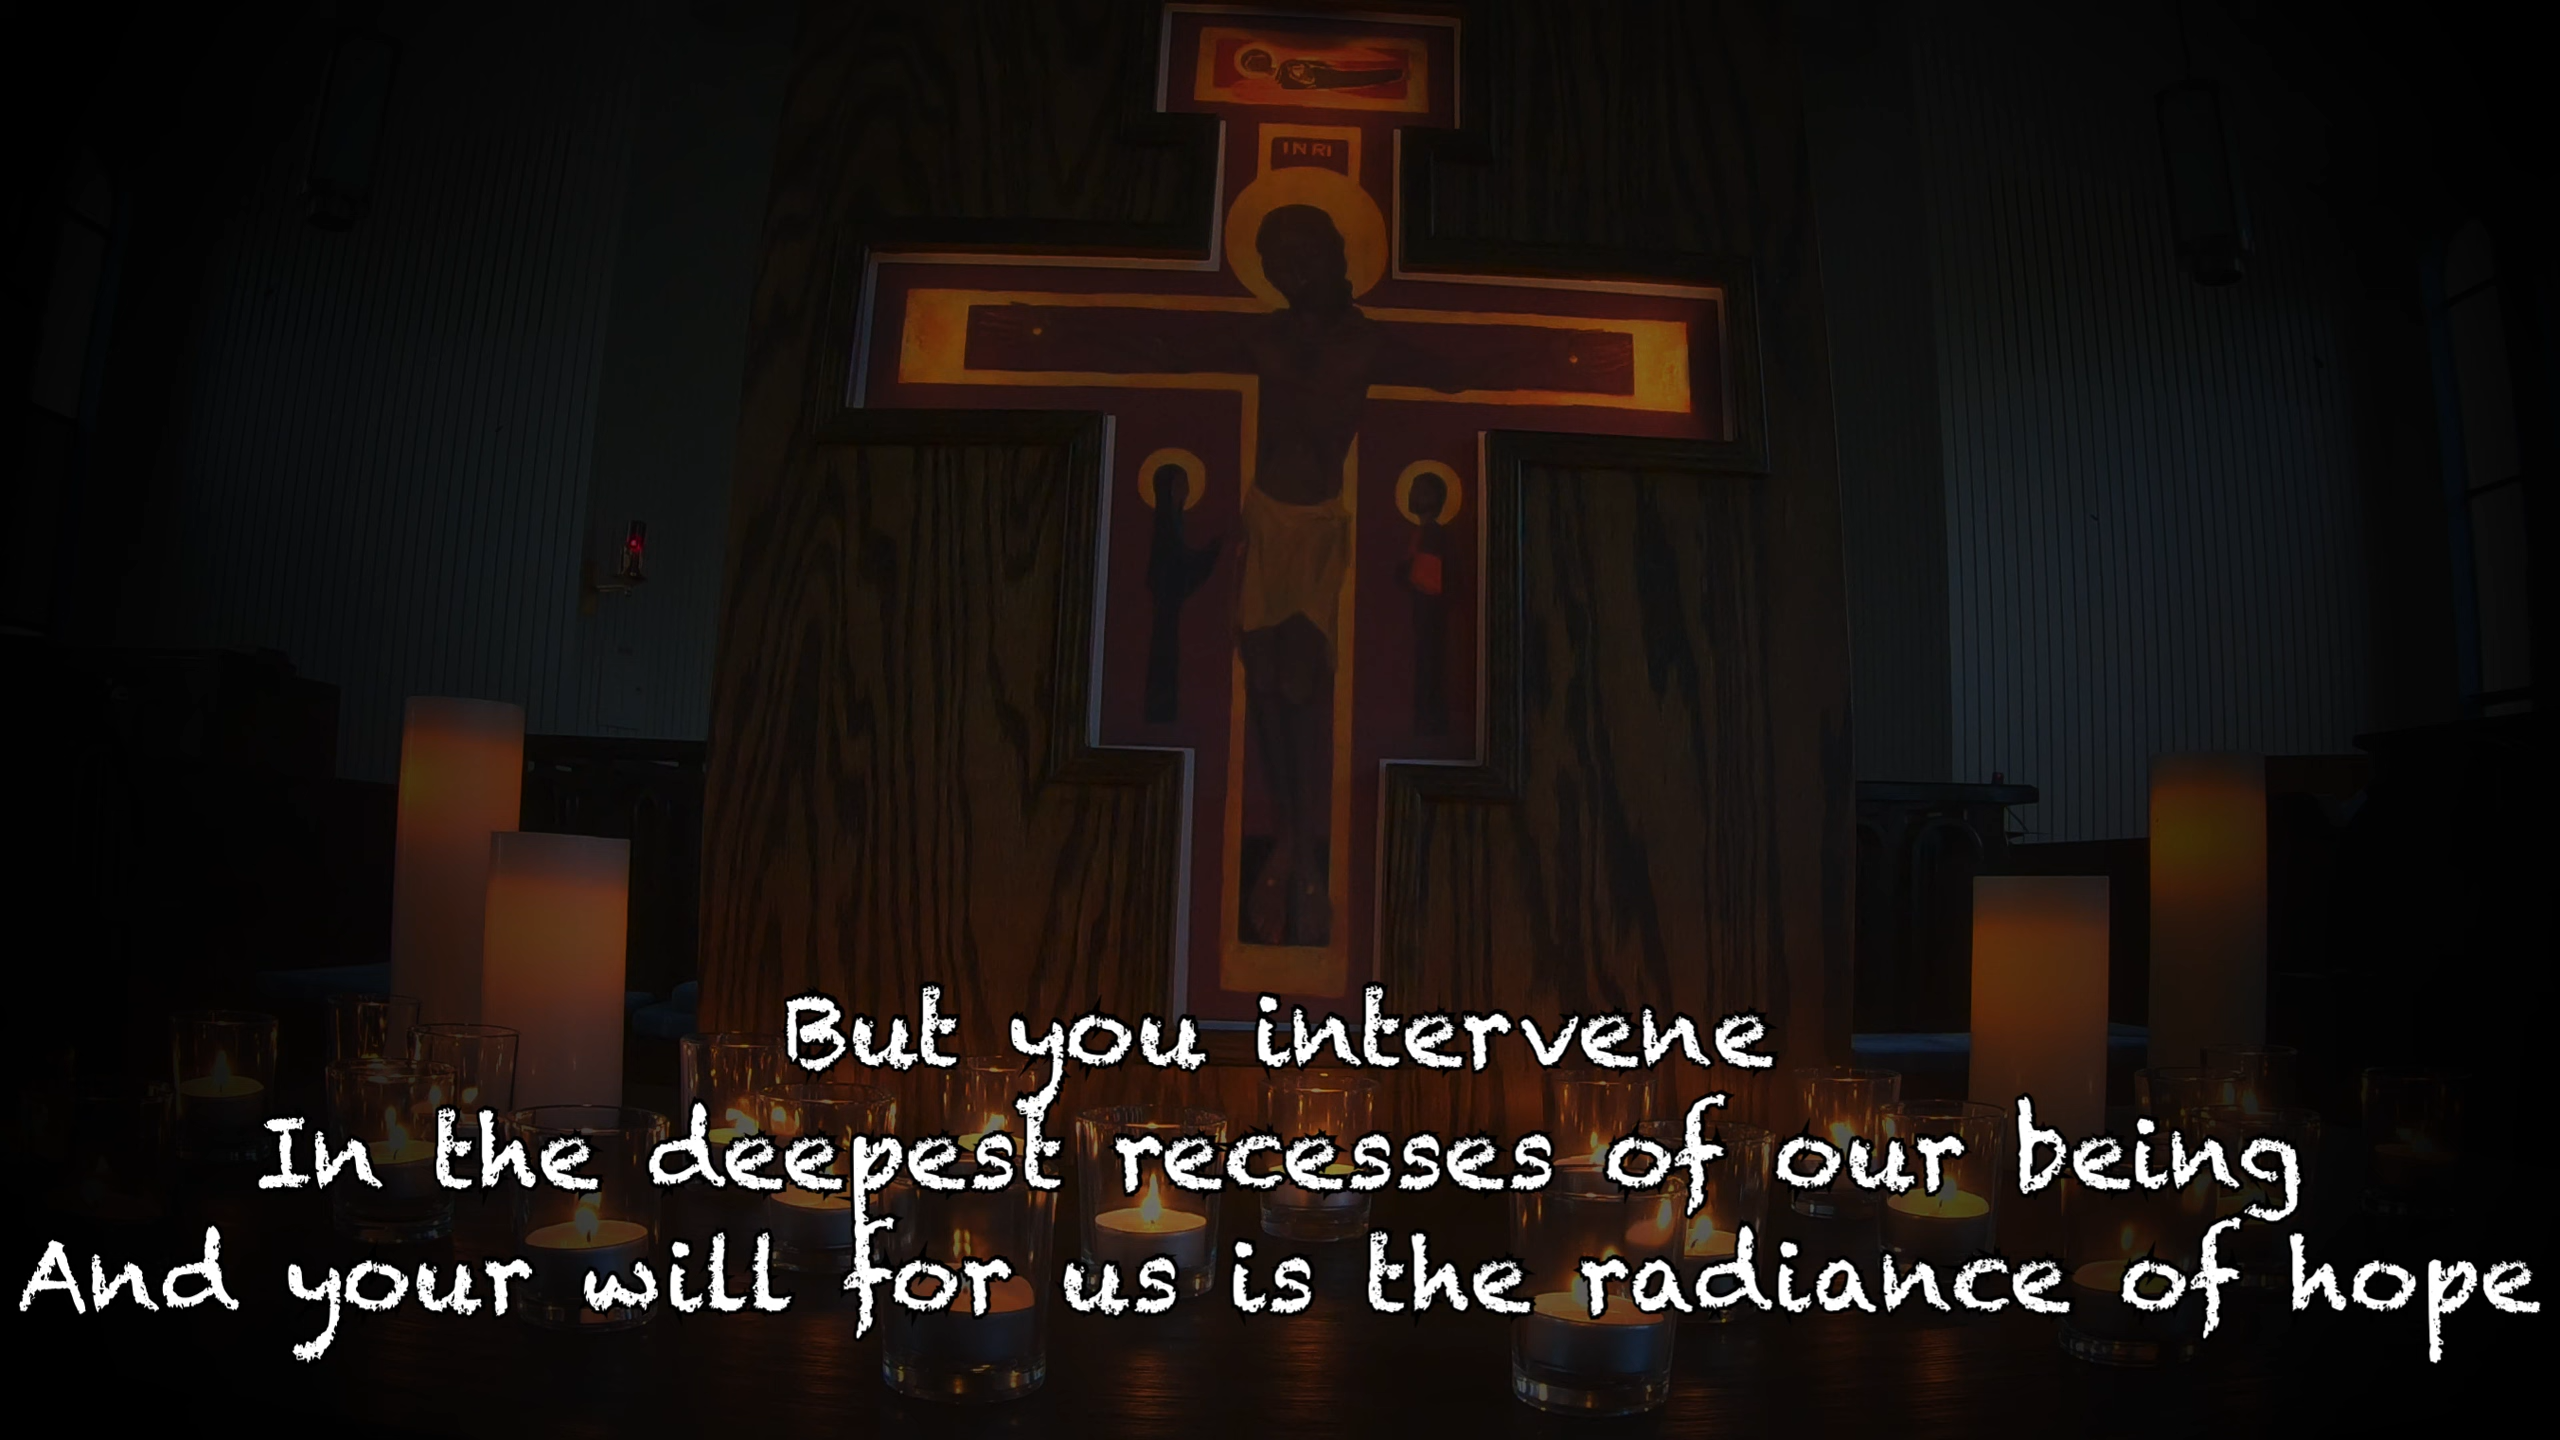 INRI
But you intervene
In the deepest recesses of our being
And your will for us is the radiance of hope